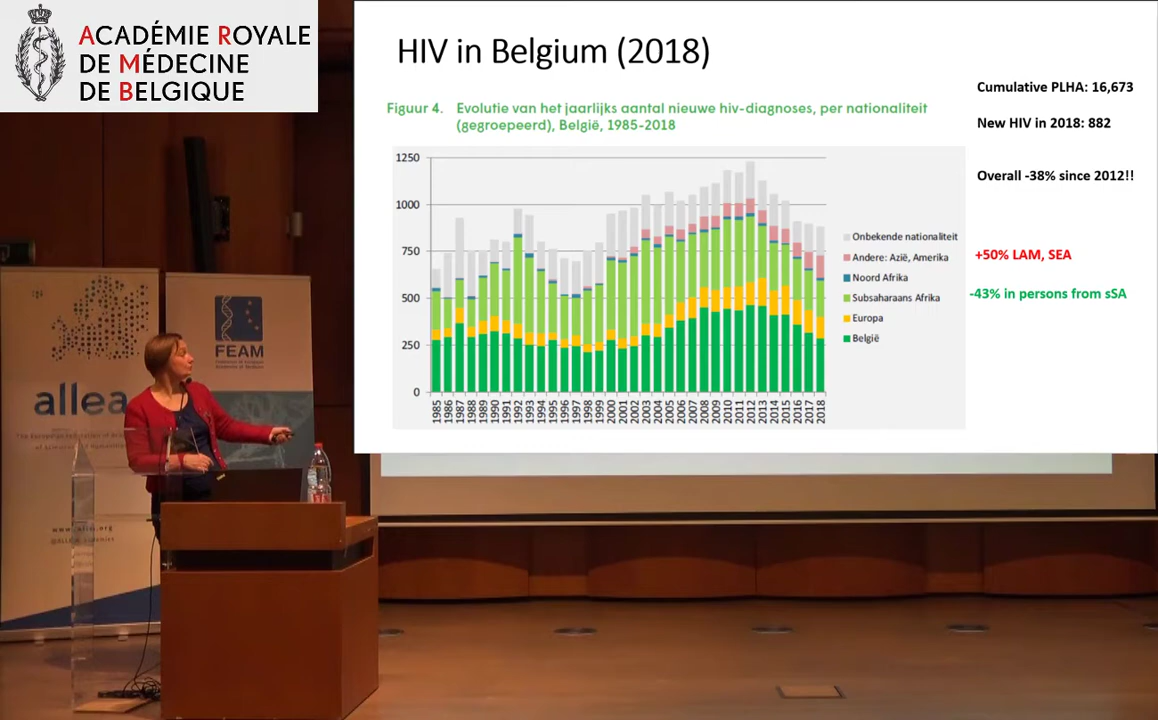 ACADÉMIE ROYALE
DE MÉDECINE
DE BELGIQUE
HIV in Belgium (2018)
Figuur 4. Evolutie van het jaarlijks aantal nieuwe hiv-diagnoses, per nationaliteit
(gegroepeerd), België, 1985-2018
Cumulative PLHA: 16,673
New HIV in 2018: 882
Overall -38% since 2012!!
+50% LAM, SEA
-43% in persons from sSA
1250
1000
750
500
250
0
1985 1986 1987 1988 1989 1990 1991 1992 1993 1994 1995 1996 1997 1998 1999 2000 2001 2002 2003 2004 2005 2006 2007 2008 2009 2010 2011 2012 2013 2014 2015 2016 2017 2018
Onbekende nationaliteit
Andere: Azië, Amerika
Noord Afrika
Subsaharaans Afrika
Europa
België
FEAM
allea